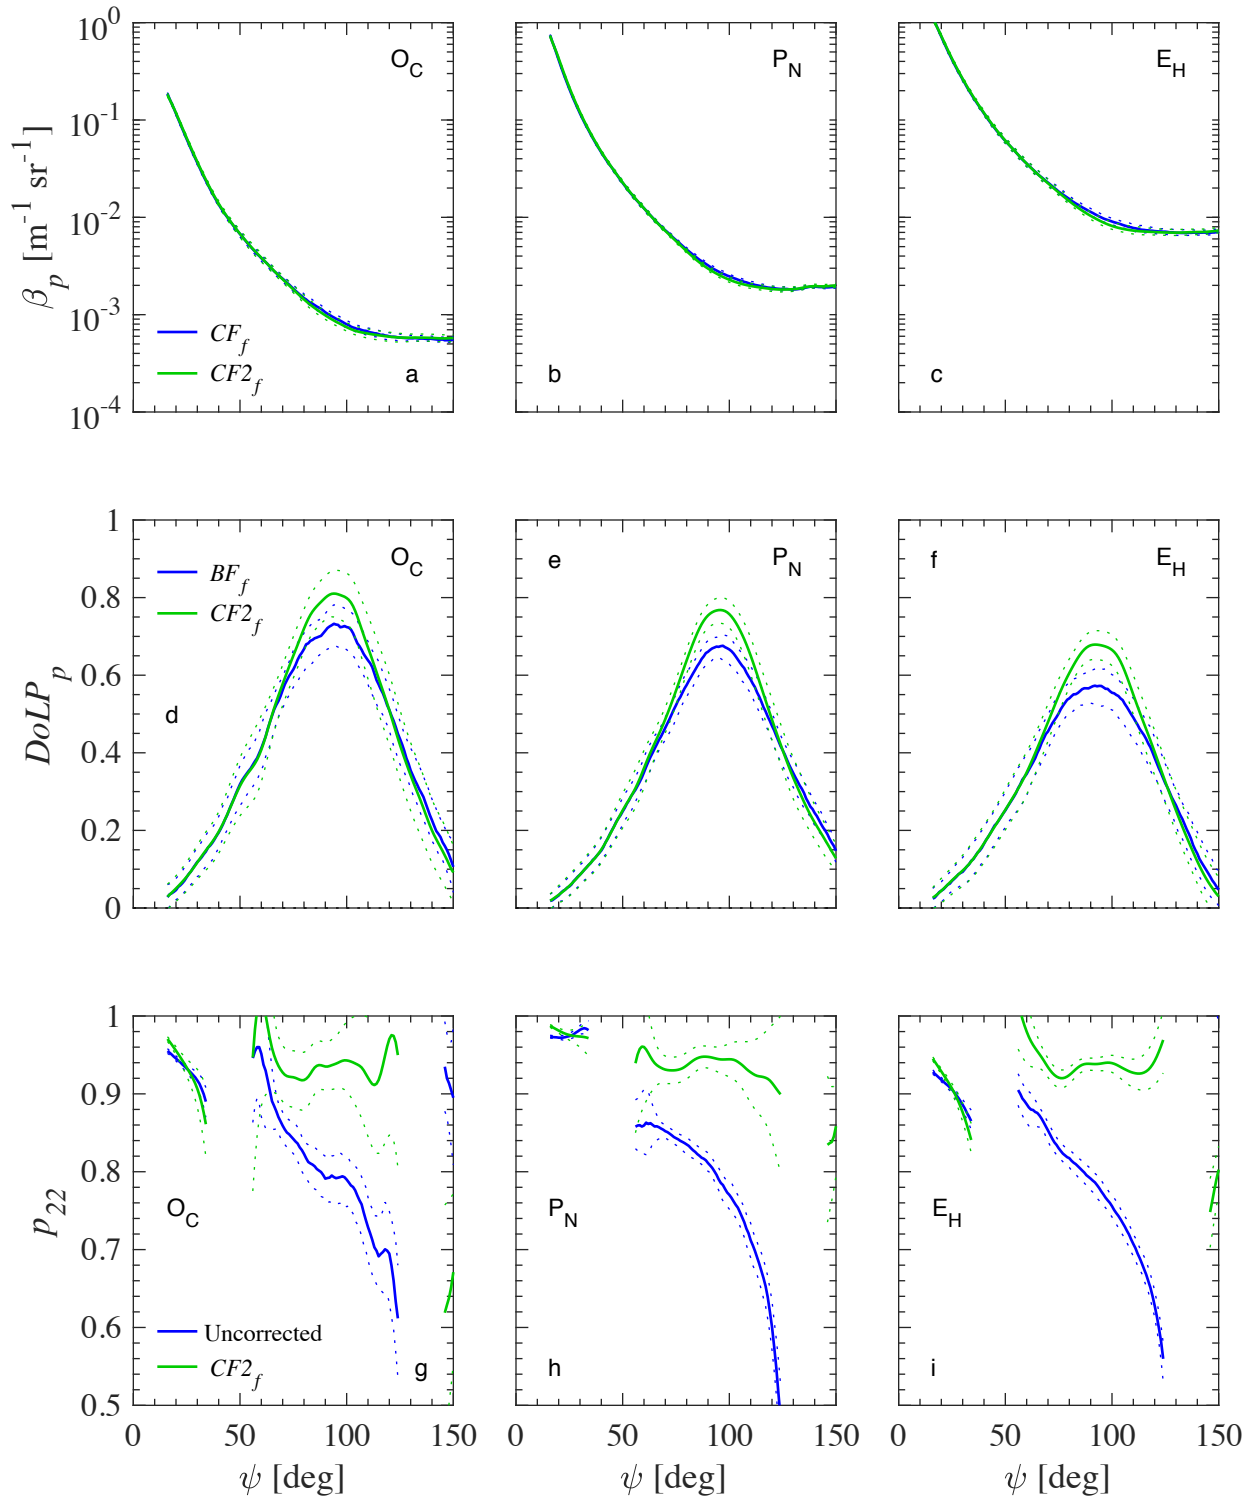 10^0
10^-1
10^-2
10^-3
10^-4
β_p [m^-1 sr^-1]
O_C
P_N
E_H
CF_f
CF2_f
a
b
c
1
0.8
0.6
0.4
0.2
0
DoLP_p
O_C
P_N
E_H
BF_f
CF2_f
d
e
f
1
0.9
0.8
0.7
0.6
0.5
p_22
O_C
P_N
E_H
Uncorrected
CF2_f
g
h
i
0 50 100 150
0 50 100 150
0 50 100 150
ψ [deg]
ψ [deg]
ψ [deg]